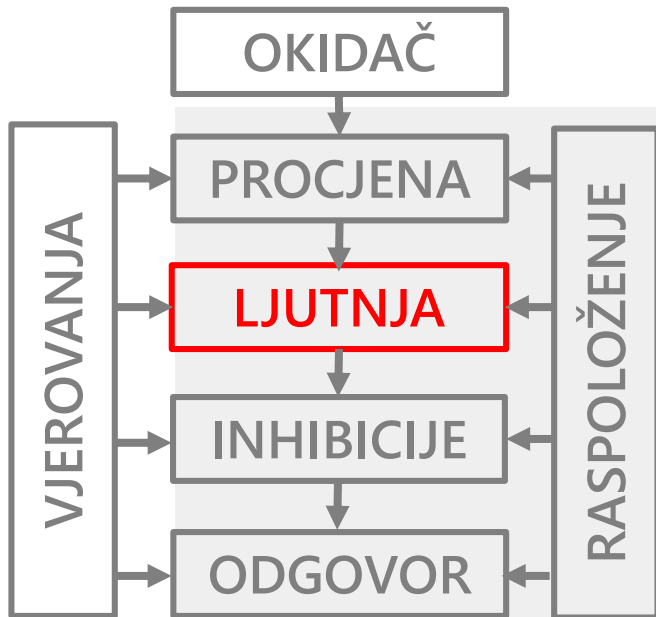 OKIDAČ
PROCJENA
LJUTNJA
INHIBICIJE
ODGOVOR
VJEROVANJA
RASPOLOŽENJE